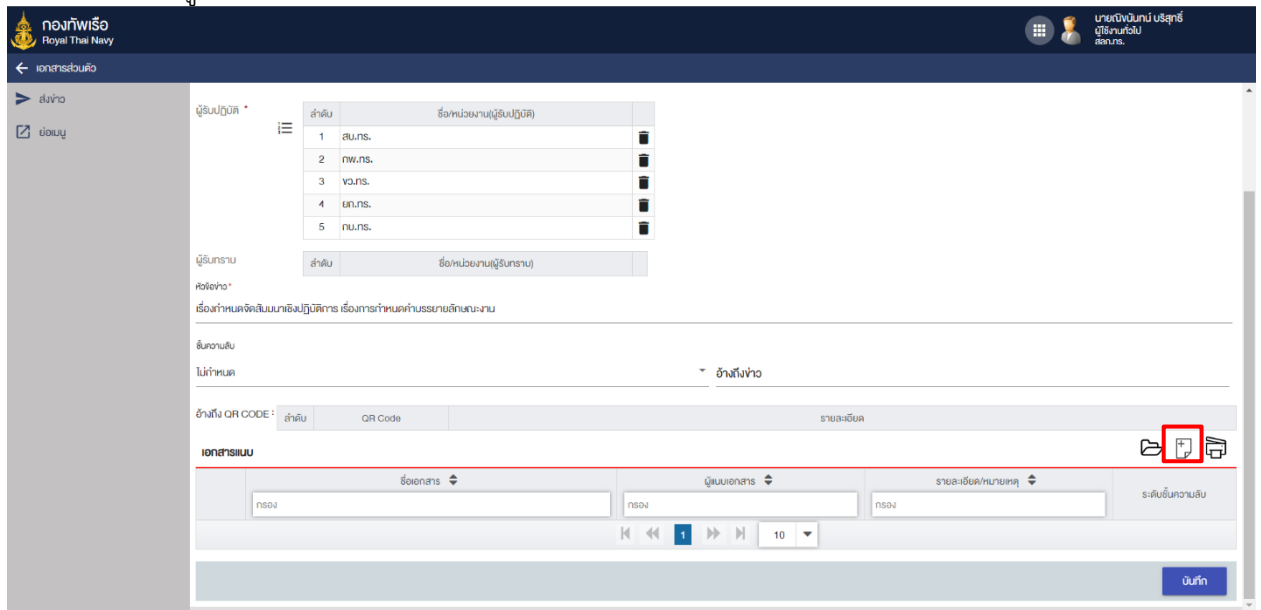 กองทัพเรือ
Royal Thai Navy
นายณิงนันทน์ บริสุทธิ์
ผู้ใช้งานทั่วไป
สลก.ทร.
เอกสารส่วนตัว
ส่งข่าว
ย่อเมนู
ผู้รับปฏิบัติ *
ลำดับ ชื่อ/หน่วยงาน(ผู้รับปฏิบัติ)
1 สบ.ทร.
2 กพ.ทร.
3 ขว.ทร.
4 ยก.ทร.
5 กบ.ทร.
ผู้รับทราบ
ลำดับ ชื่อ/หน่วยงาน(ผู้รับทราบ)
หัวข้อข่าว *
เรื่องกำหนดจัดสัมมนาเชิงปฏิบัติการ เรื่องการกำหนดคำบรรยายลักษณะงาน
ชั้นความลับ
ไม่กำหนด
อ้างถึงข่าว
อ้างถึง QR CODE : ลำดับ QR Code รายละเอียด
เอกสารแนบ
ชื่อเอกสาร ผู้แนบเอกสาร รายละเอียด/หมายเหตุ ระดับชั้นความลับ
กรอง กรอง กรอง
1 10
บันทึก